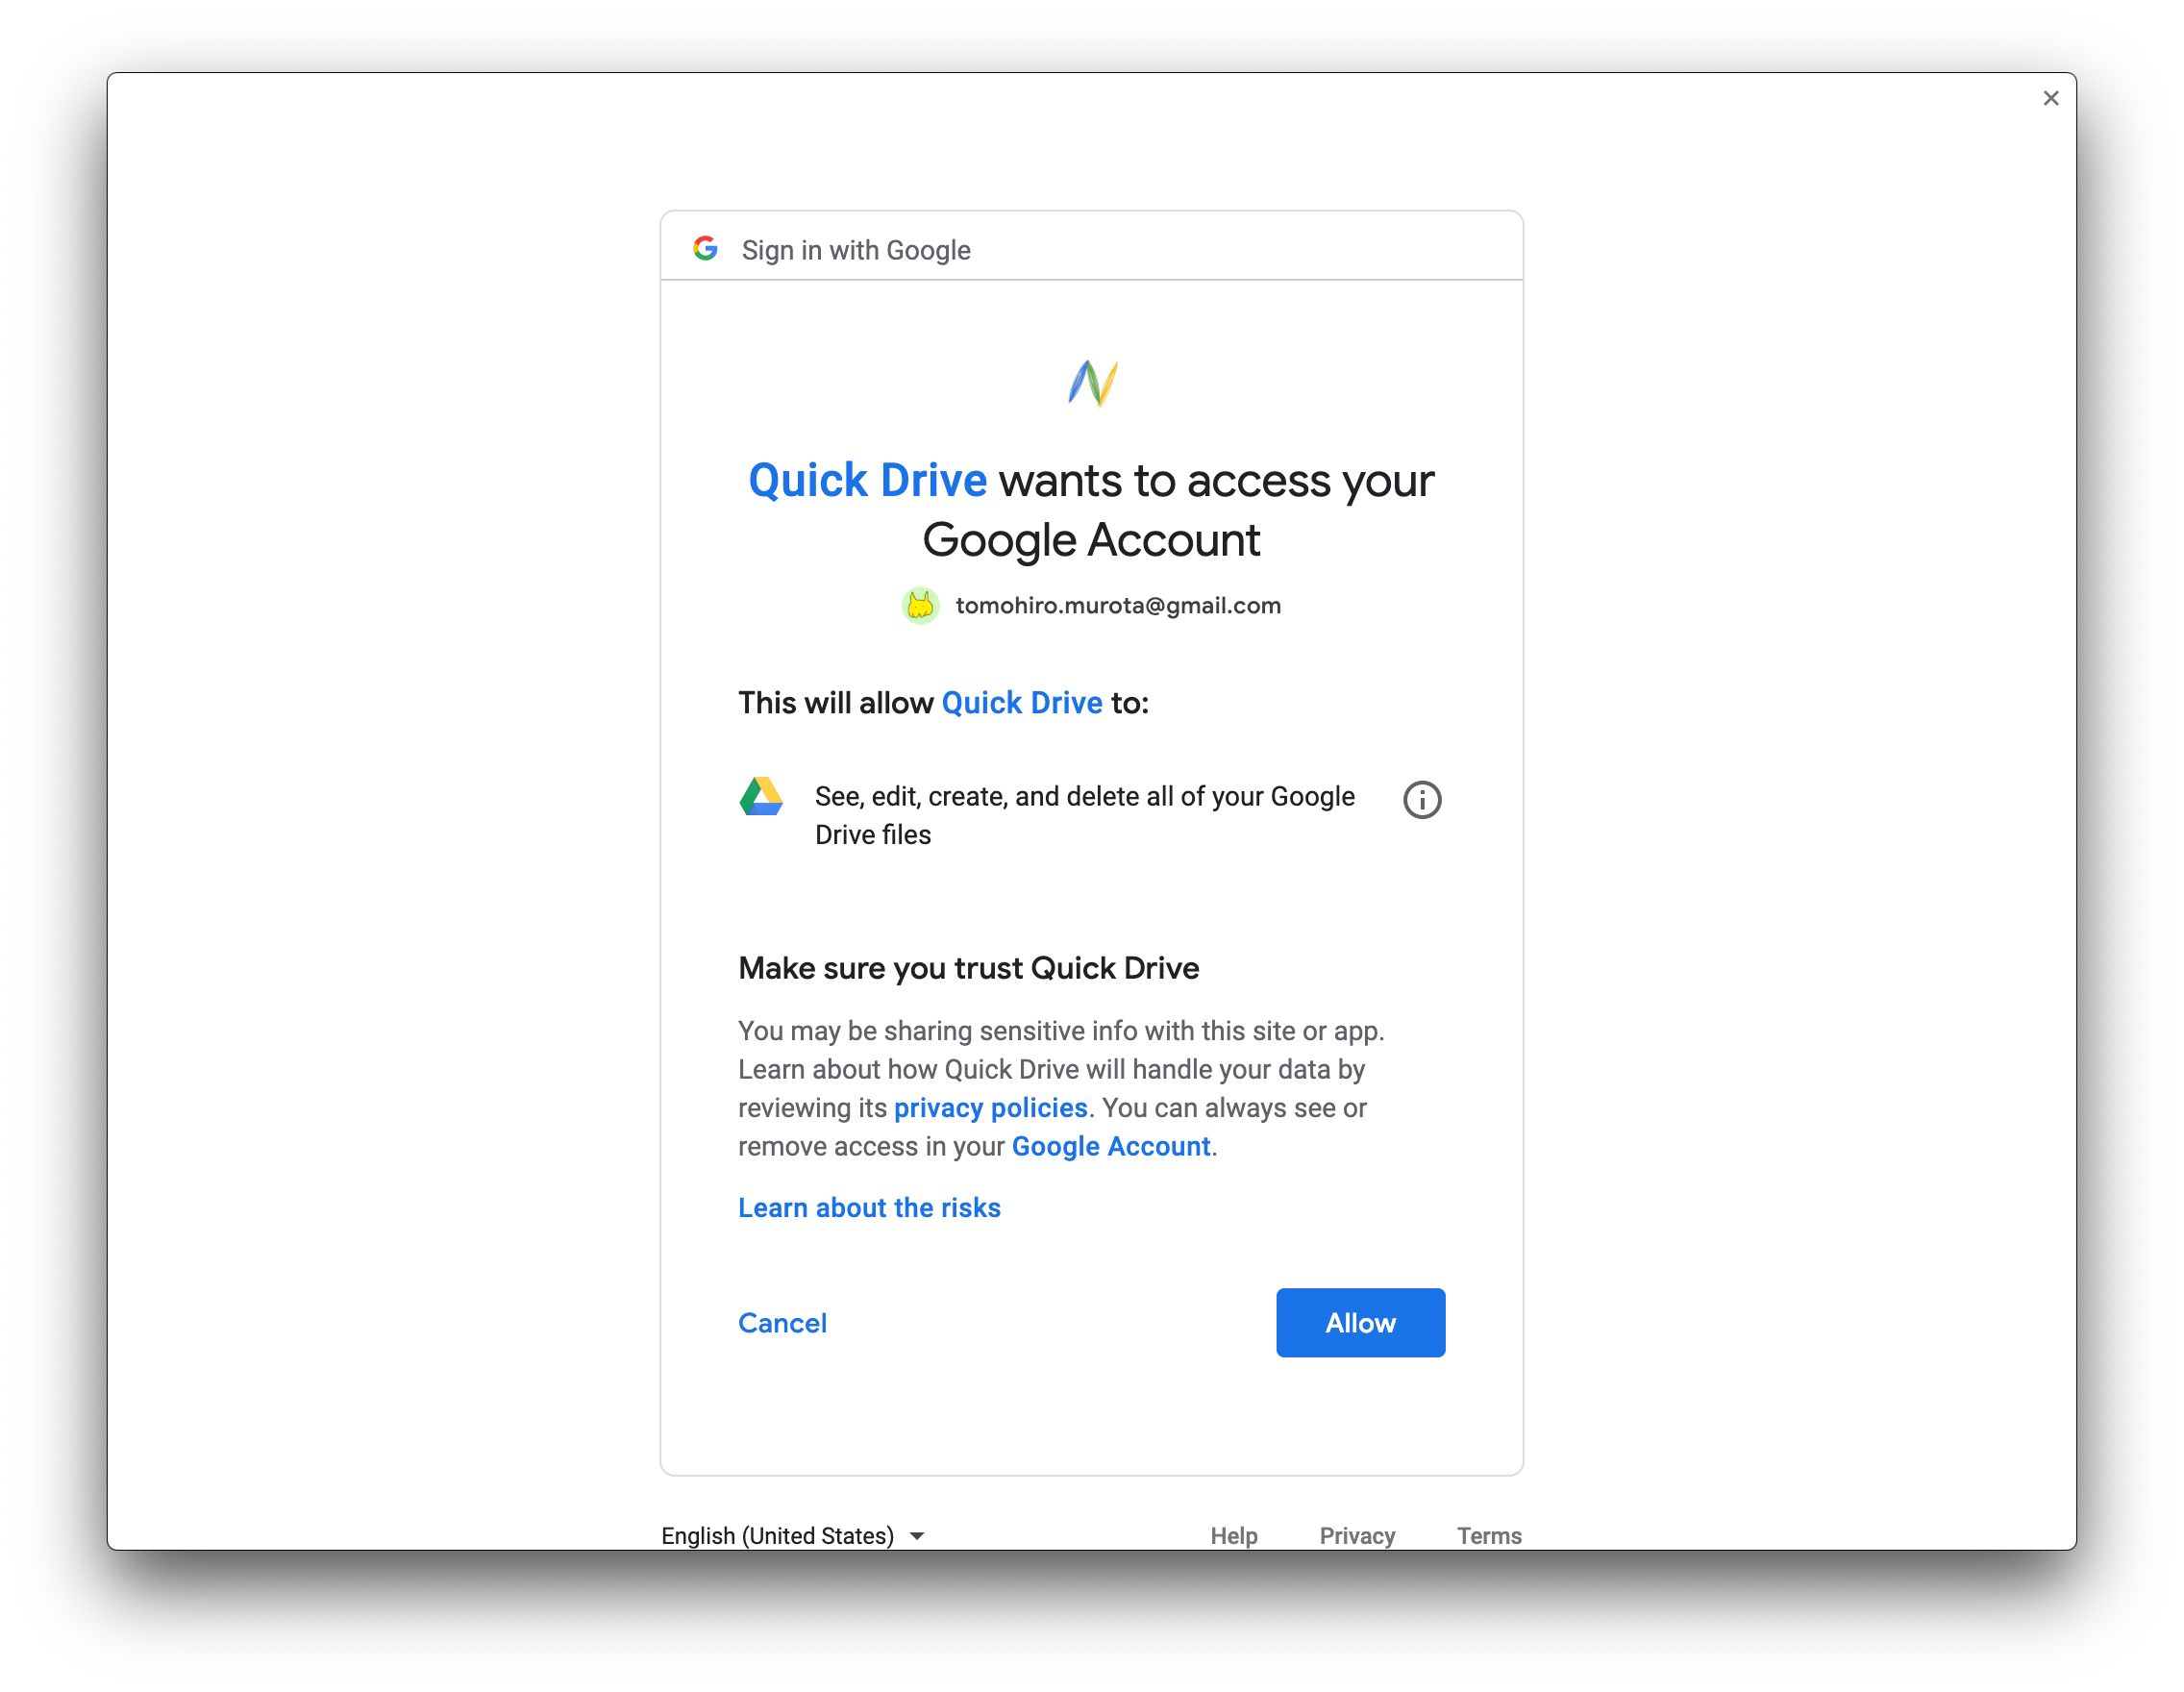 Sign in with Google
Quick Drive wants to access your
Google Account
tomohiro.murota@gmail.com
This will allow Quick Drive to:
See, edit, create, and delete all of your Google
Drive files
Make sure you trust Quick Drive
You may be sharing sensitive info with this site or app.
Learn about how Quick Drive will handle your data by
reviewing its privacy policies. You can always see or
remove access in your Google Account.
Learn about the risks
Cancel
Allow
English (United States)
Help
Privacy
Terms